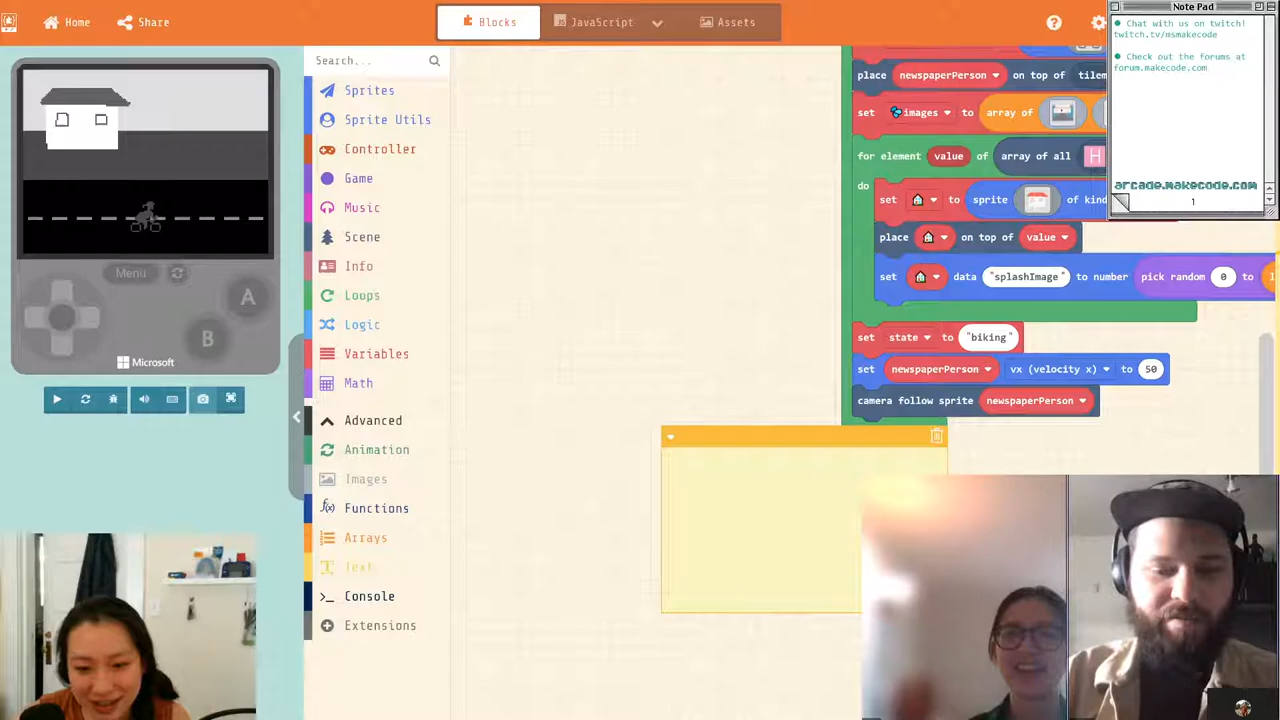 Home
Share
Blocks
JavaScript
Assets
Note Pad
Chat with us on twitch!
twitch.tv/msmakecode
Check out the forums at
forum.makecode.com
arcade.makecode.com
1
Menu
A
B
Microsoft
Search...
Sprites
Sprite Utils
Controller
Game
Music
Scene
Info
Loops
Logic
Variables
Math
Advanced
Animation
Images
Functions
Arrays
Text
Console
Extensions
place newspaperPerson on top of tilem
set images to array of
for element value of array of all
do
set to sprite of kind
place on top of value
set data "splashImage" to number pick random 0 to
set state to "biking"
set newspaperPerson vx (velocity x) to 50
camera follow sprite newspaperPerson